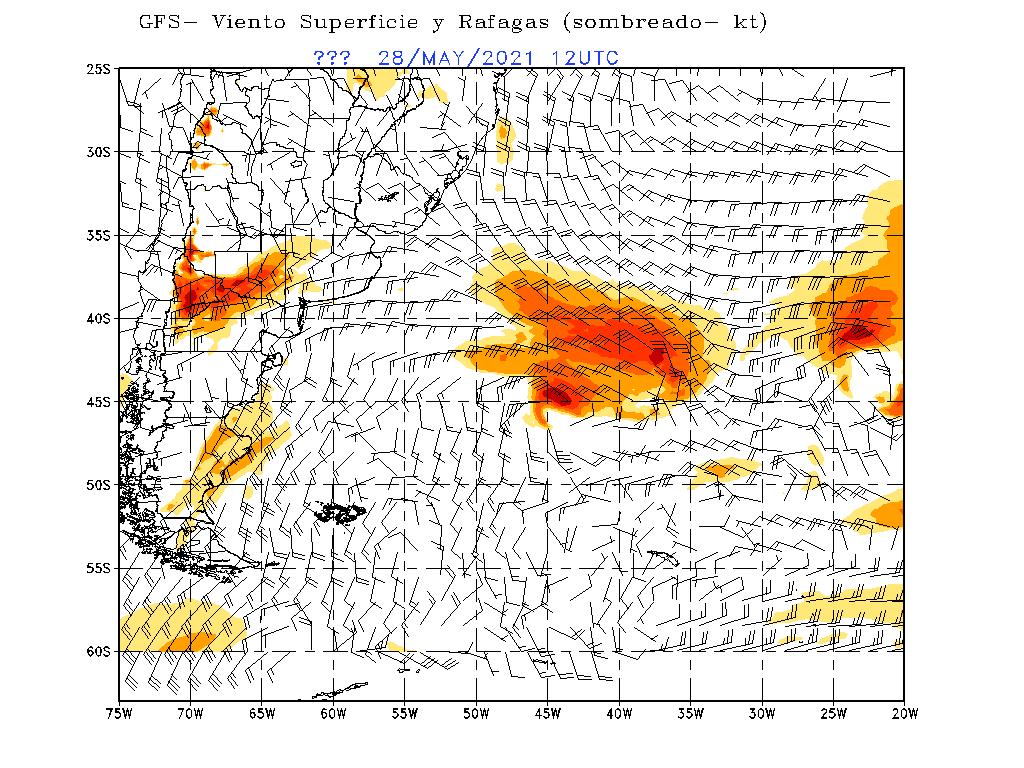 GFS− Viento Superficie y Rafagas (sombreado− kt)
??? 28/MAY/2021 12UTC
25S
30S
35S
40S
45S
50S
55S
60S
75W 70W 65W 60W 55W 50W 45W 40W 35W 30W 25W 20W